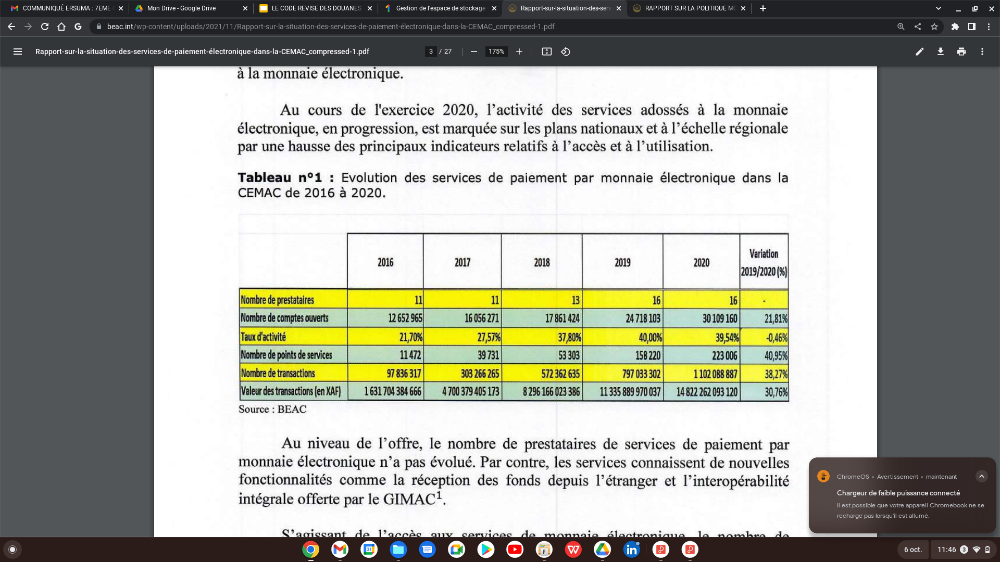 COMMUNIQUÉ ERSUMA : 7EME
Mon Drive - Google Drive
LE CODE REVISE DES DOUANES
Gestion de l'espace de stockage
Rapport-sur-la-situation-des-serv
RAPPORT SUR LA POLITIQUE MO
beac.int/wp-content/uploads/2021/11/Rapport-sur-la-situation-des-services-de-paiement-électronique-dans-la-CEMAC_compressed-1.pdf
Rapport-sur-la-situation-des-services-de-paiement-électronique-dans-la-CEMAC_compressed-1.pdf
3 / 27
175%
à la monnaie électronique.
Au cours de l'exercice 2020, l’activité des services adossés à la monnaie
électronique, en progression, est marquée sur les plans nationaux et à l’échelle régionale
par une hausse des principaux indicateurs relatifs à l’accès et à l’utilisation.
Tableau n°1 : Evolution des services de paiement par monnaie électronique dans la
CEMAC de 2016 à 2020.
2016 2017 2018 2019 2020 Variation
2019/2020 (%)
Nombre de prestataires 11 11 13 16 16 -
Nombre de comptes ouverts 12 652 965 16 056 271 17 861 424 24 718 103 30 109 160 21,81%
Taux d'activité 21,70% 27,57% 37,80% 40,00% 39,54% -0,46%
Nombre de points de services 11 472 39 731 53 303 158 220 223 006 40,95%
Nombre de transactions 97 836 317 303 266 265 572 362 635 797 033 302 1 102 088 887 38,27%
Valeur des transactions (en XAF) 1 631 704 384 666 4 700 379 405 173 8 296 166 023 386 11 335 889 970 037 14 822 262 093 120 30,76%
Source : BEAC
Au niveau de l’offre, le nombre de prestataires de services de paiement par
monnaie électronique n’a pas évolué. Par contre, les services connaissent de nouvelles
fonctionnalités comme la réception des fonds depuis l’étranger et l’interopérabilité
intégrale offerte par le GIMAC1.
S’agissant de l’accès aux services de monnaie électronique, le nombre de
ChromeOS • Avertissement • maintenant
Chargeur de faible puissance connecté
Il est possible que votre appareil Chromebook ne se
recharge pas lorsqu'il est allumé.
31
6 oct.
11:46
3